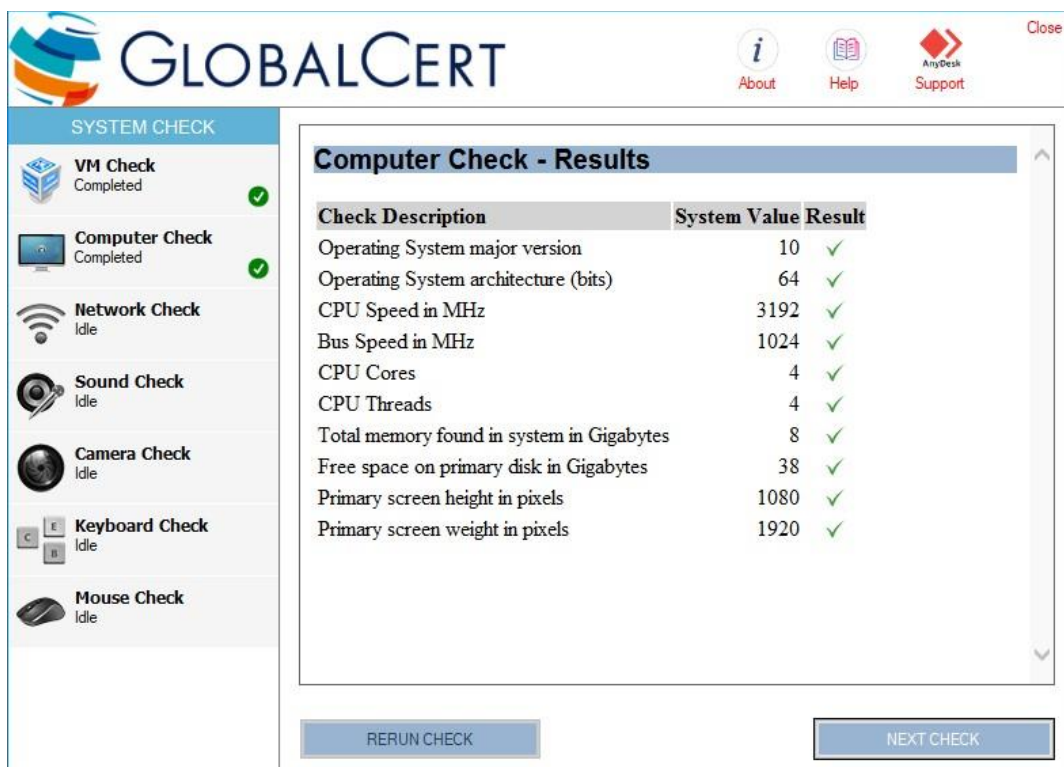 GLOBALCERT
About
Help
AnyDesk
Support
Close
SYSTEM CHECK
VM Check
Completed
Computer Check
Completed
Network Check
Idle
Sound Check
Idle
Camera Check
Idle
C E B
Keyboard Check
Idle
Mouse Check
Idle
Computer Check - Results
Check Description System Value Result
Operating System major version 10
Operating System architecture (bits) 64
CPU Speed in MHz 3192
Bus Speed in MHz 1024
CPU Cores 4
CPU Threads 4
Total memory found in system in Gigabytes 8
Free space on primary disk in Gigabytes 38
Primary screen height in pixels 1080
Primary screen weight in pixels 1920
RERUN CHECK
NEXT CHECK